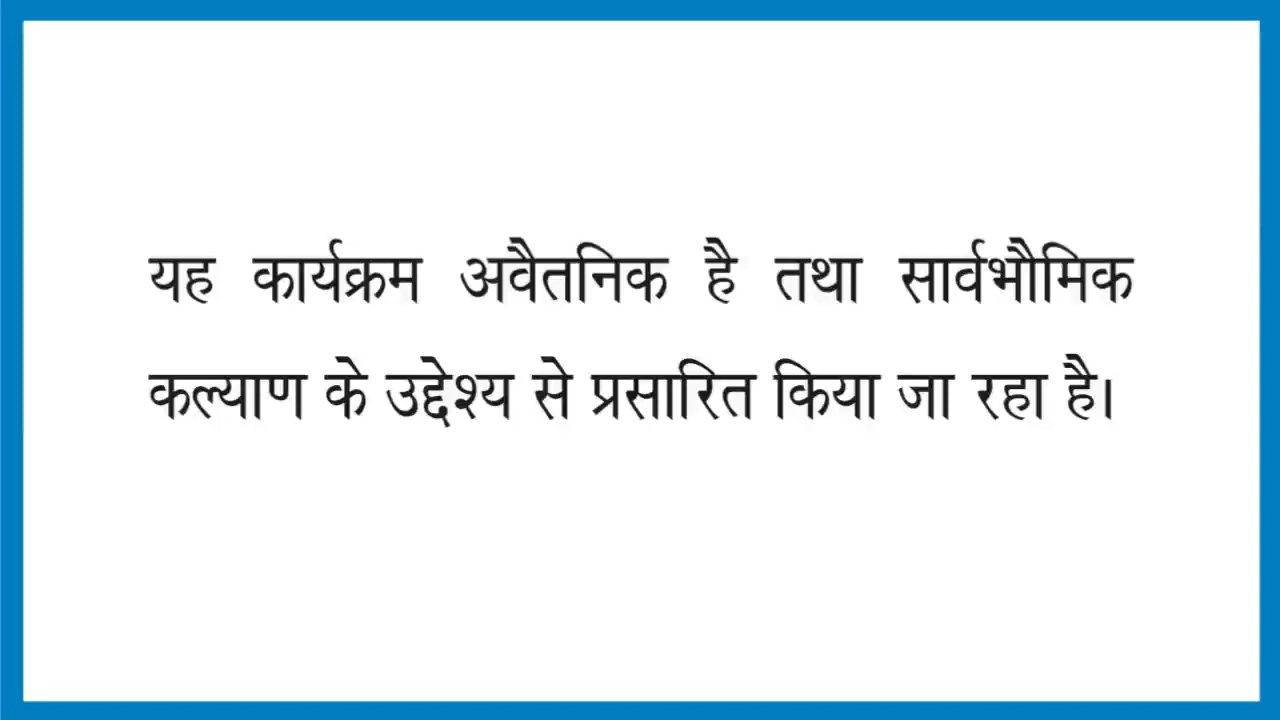 यह कार्यक्रम अवैतनिक है तथा सार्वभौमिक
कल्याण के उद्देश्य से प्रसारित किया जा रहा है।